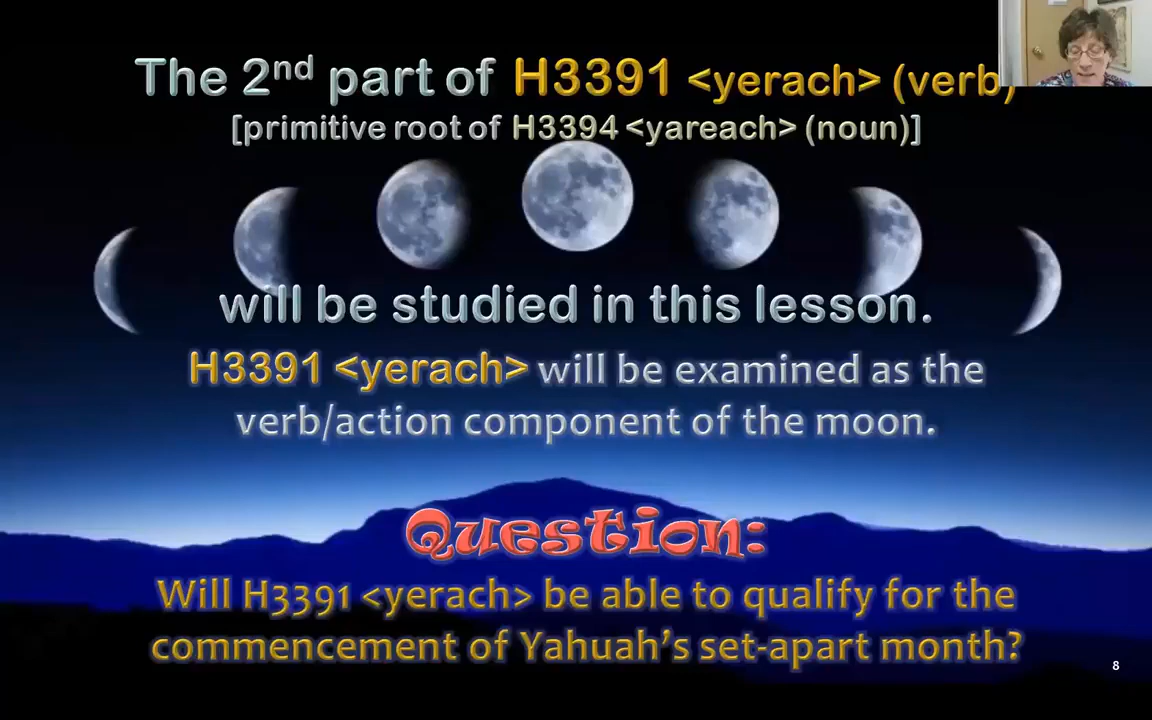 The 2nd part of H3391 <yerach> (verb)
[primitive root of H3394 <yareach> (noun)]
will be studied in this lesson.
H3391 <yerach> will be examined as the
verb/action component of the moon.
Question:
Will H3391 <yerach> be able to qualify for the
commencement of Yahuah's set-apart month?
8